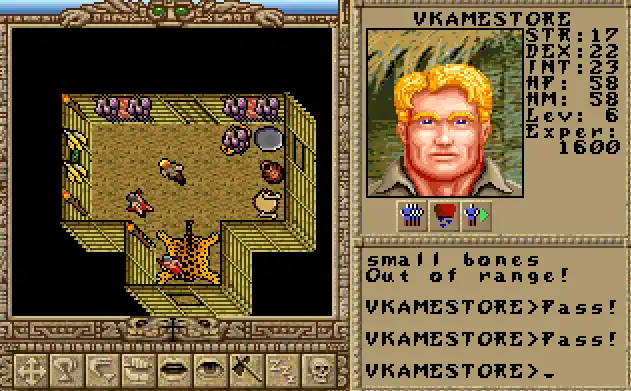 VKAMESTORE
STR:17
DEX:22
INT:23
HP: 58
HM: 58
Lev: 6
Exper:
1600
small bones
Out of range!
VKAMESTORE>Pass!
VKAMESTORE>Pass!
VKAMESTORE>